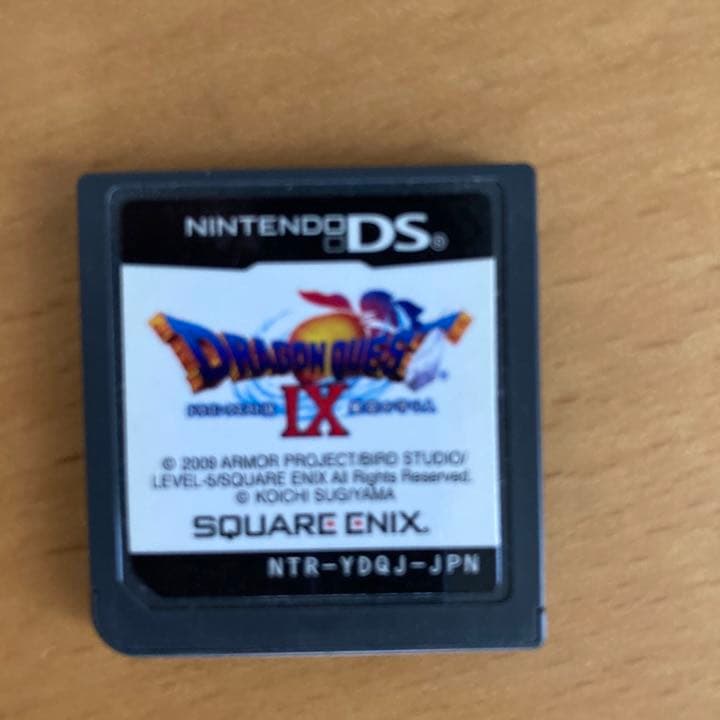 NINTENDO DS®
DRAGON QUEST
IX
© 2009 ARMOR PROJECT/BIRD STUDIO/
LEVEL-5/SQUARE ENIX All Rights Reserved.
© KOICHI SUGIYAMA
SQUARE ENIX.
NTR-YDQJ-JPN